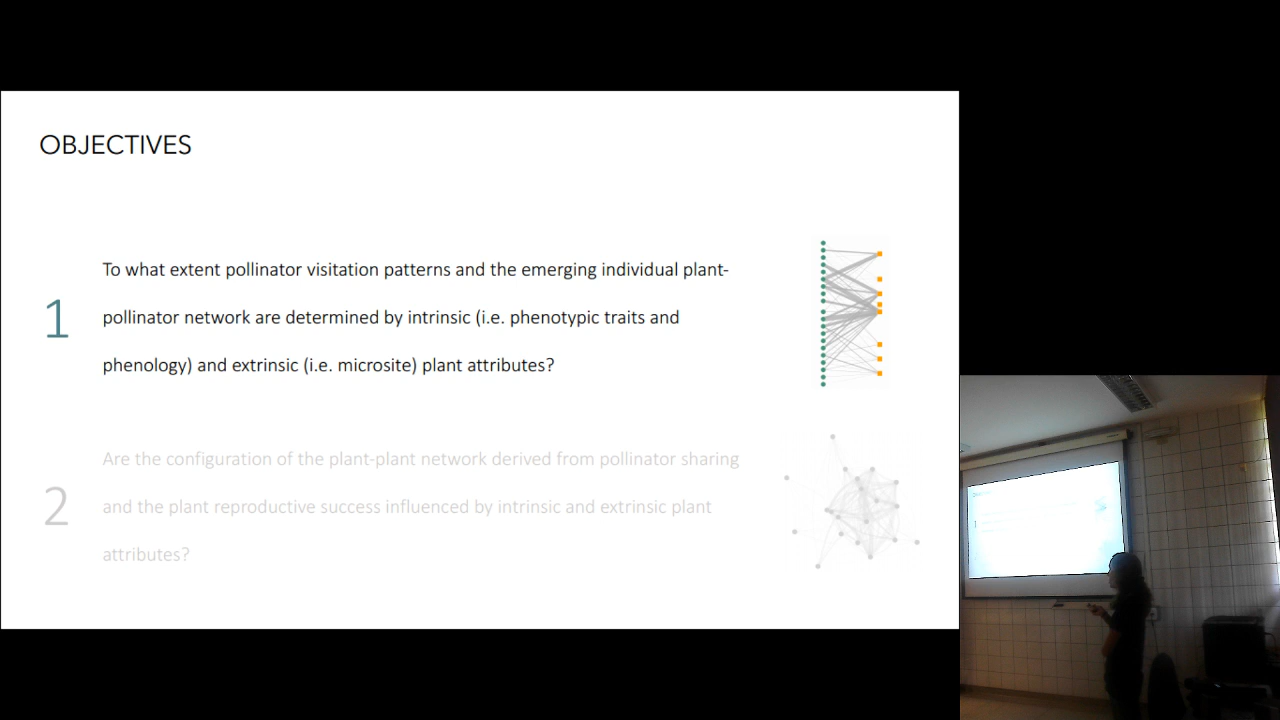 OBJECTIVES
1
To what extent pollinator visitation patterns and the emerging individual plant-
pollinator network are determined by intrinsic (i.e. phenotypic traits and
phenology) and extrinsic (i.e. microsite) plant attributes?
2
Are the configuration of the plant-plant network derived from pollinator sharing
and the plant reproductive success influenced by intrinsic and extrinsic plant
attributes?